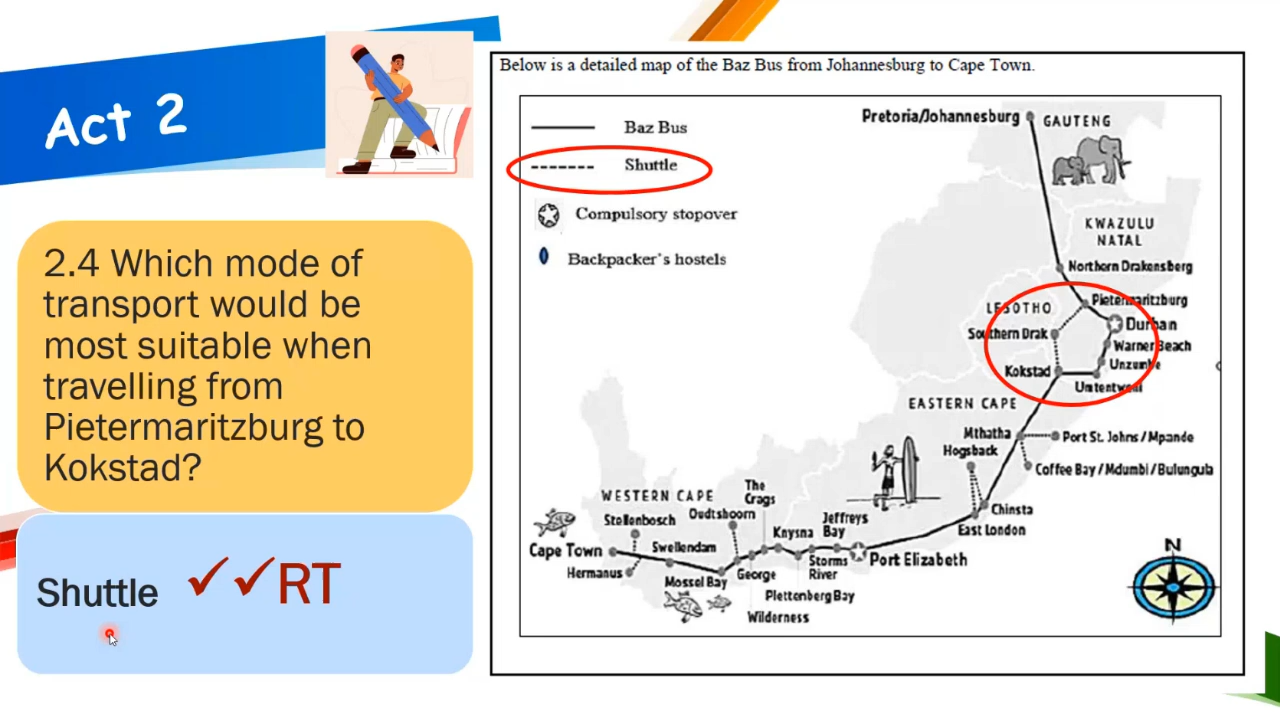 Act 2
2.4 Which mode of
transport would be
most suitable when
travelling from
Pietermaritzburg to
Kokstad?
Shuttle ✓✓RT
Below is a detailed map of the Baz Bus from Johannesburg to Cape Town.
Baz Bus
Shuttle
Compulsory stopover
Backpacker's hostels
Pretoria/Johannesburg
GAUTENG
KWAZULU
NATAL
Northern Drakensberg
Pietermaritzburg
LESOTHO
Durban
Southern Drak
Warner Beach
Kokstad
EASTERN CAPE
Mthatha
Port St. Johns / Mpande
Hogsback
Coffee Bay / Mdumbi / Bulungula
Chinsta
East London
WESTERN CAPE
The
Crags
Oudtshoorn
Stellenbosch
Jeffreys
Bay
Knysna
Cape Town
Swellendam
Port Elizabeth
Hermanus
Mossel Bay
George
Storms
River
Plettenberg Bay
Wilderness
N